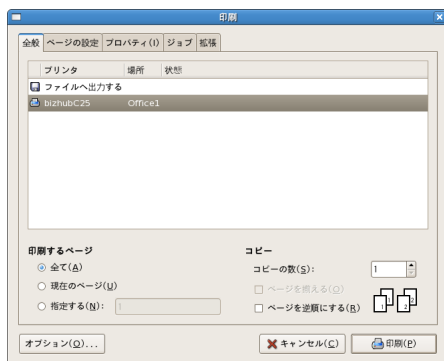 印刷
全般 ページの設定 プロパティ(I) ジョブ 拡張
プリンタ 場所 状態
ファイルへ出力する
bizhubC25 Office1
印刷するページ
全て(A)
現在のページ(U)
指定する(N): 1
コピー
コピーの数(S): 1
ページを揃える(O)
ページを逆順にする(R)
1 1 2 2
オプション(O)...
キャンセル(C)
印刷(P)